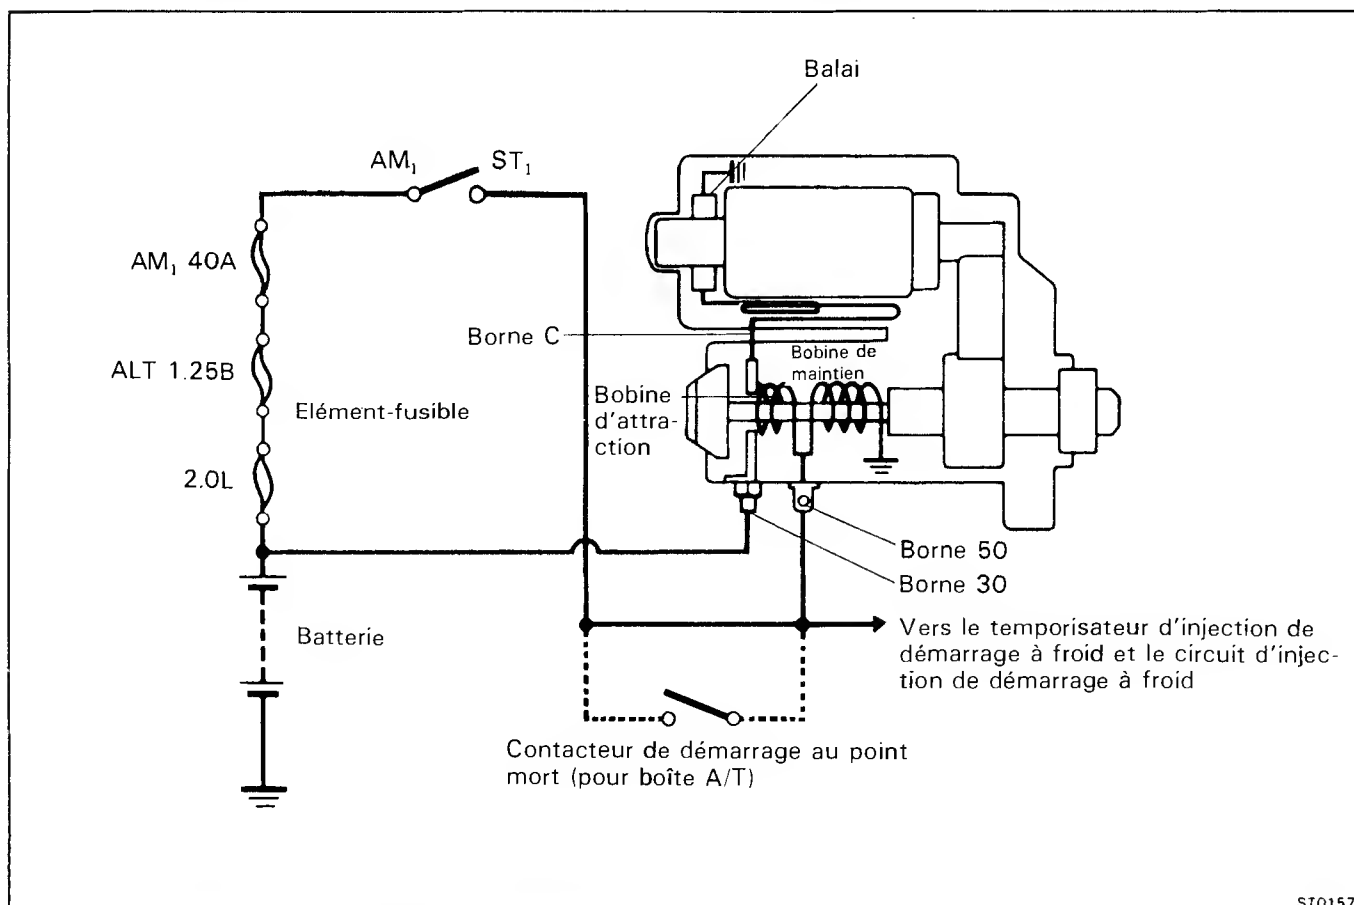 Balai
AM₁ ST₁
AM₁ 40A
Borne C
Bobine de
maintien
ALT 1.25B
Elément-fusible
Bobine
d'attra-
ction
2.0L
Borne 50
Borne 30
Batterie
Vers le temporisateur d'injection de
démarrage à froid et le circuit d'injec-
tion de démarrage à froid
Contacteur de démarrage au point
mort (pour boîte A/T)
ST0157